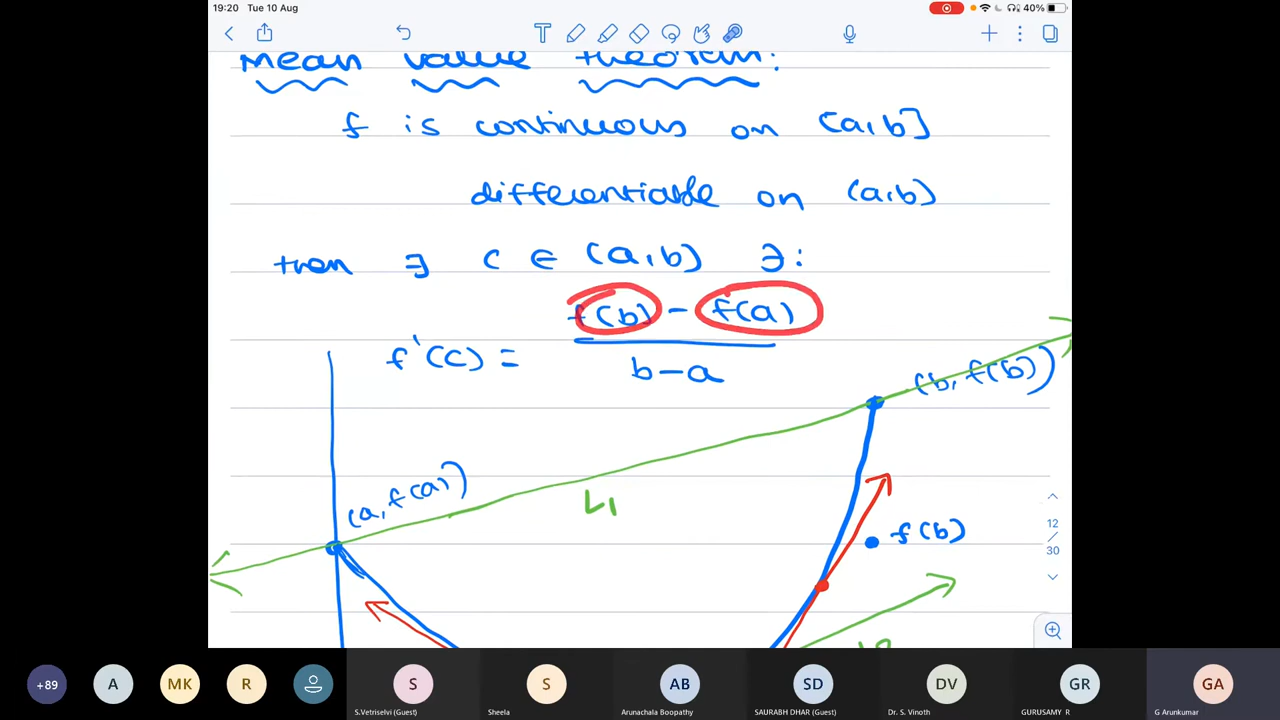 19:20 Tue 10 Aug
40%
Mean value theorem:
f is continuous on [a,b]
differentiable on (a,b)
then ∃ c ∈ (a,b) ∋:
f'(c) = f(b) - f(a)
b-a
(b, f(b))
(a, f(a))
L1
f(b)
12
30
+89
A
MK
R
S
S
AB
SD
DV
GR
GA
S.Vetriselvi (Guest)
Sheela
Arunachala Boopathy
SAURABH DHAR (Guest)
Dr. S. Vinoth
GURUSAMY R
G Arunkumar